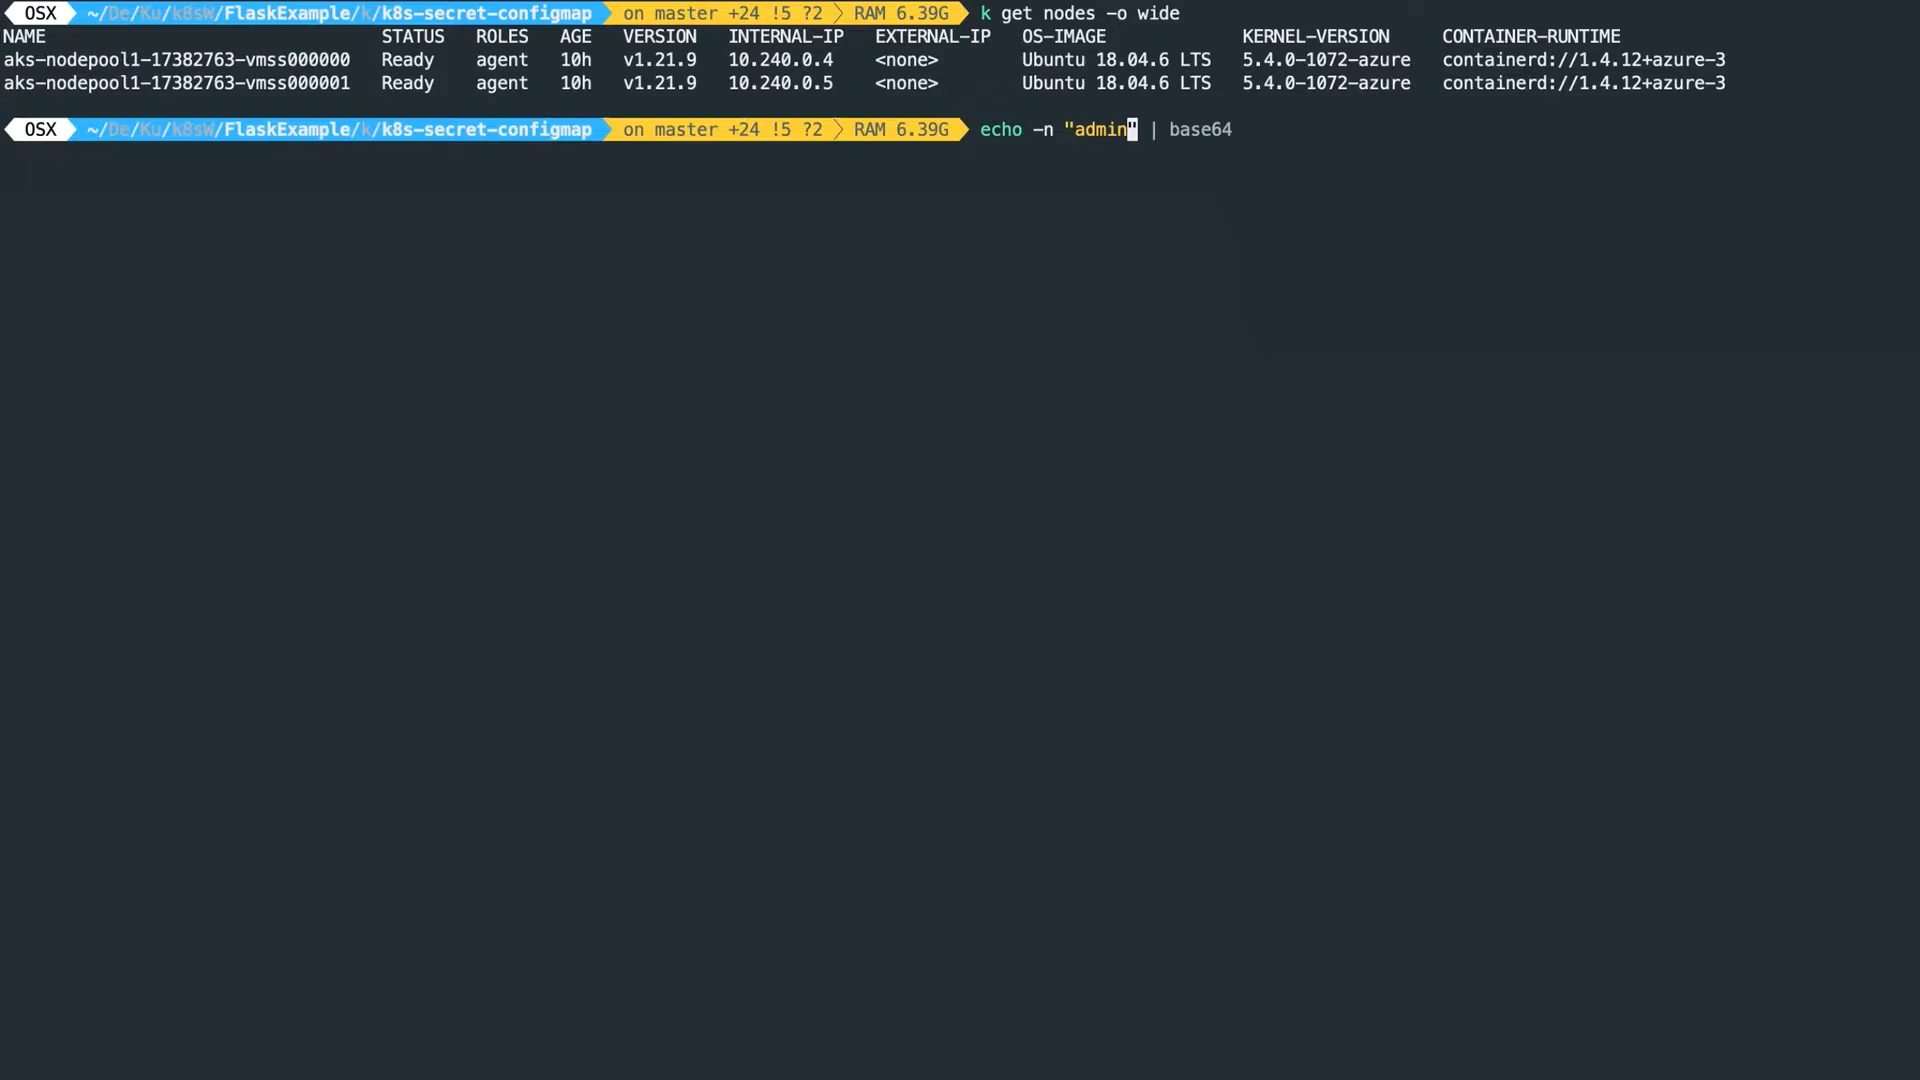 OSX ~/De/Ku/k8sW/FlaskExample/k/k8s-secret-configmap on master +24 !5 ?2 RAM 6.39G k get nodes -o wide
NAME STATUS ROLES AGE VERSION INTERNAL-IP EXTERNAL-IP OS-IMAGE KERNEL-VERSION CONTAINER-RUNTIME
aks-nodepool1-17382763-vmss000000 Ready agent 10h v1.21.9 10.240.0.4 <none> Ubuntu 18.04.6 LTS 5.4.0-1072-azure containerd://1.4.12+azure-3
aks-nodepool1-17382763-vmss000001 Ready agent 10h v1.21.9 10.240.0.5 <none> Ubuntu 18.04.6 LTS 5.4.0-1072-azure containerd://1.4.12+azure-3
OSX ~/De/Ku/k8sW/FlaskExample/k/k8s-secret-configmap on master +24 !5 ?2 RAM 6.39G echo -n "admin" | base64